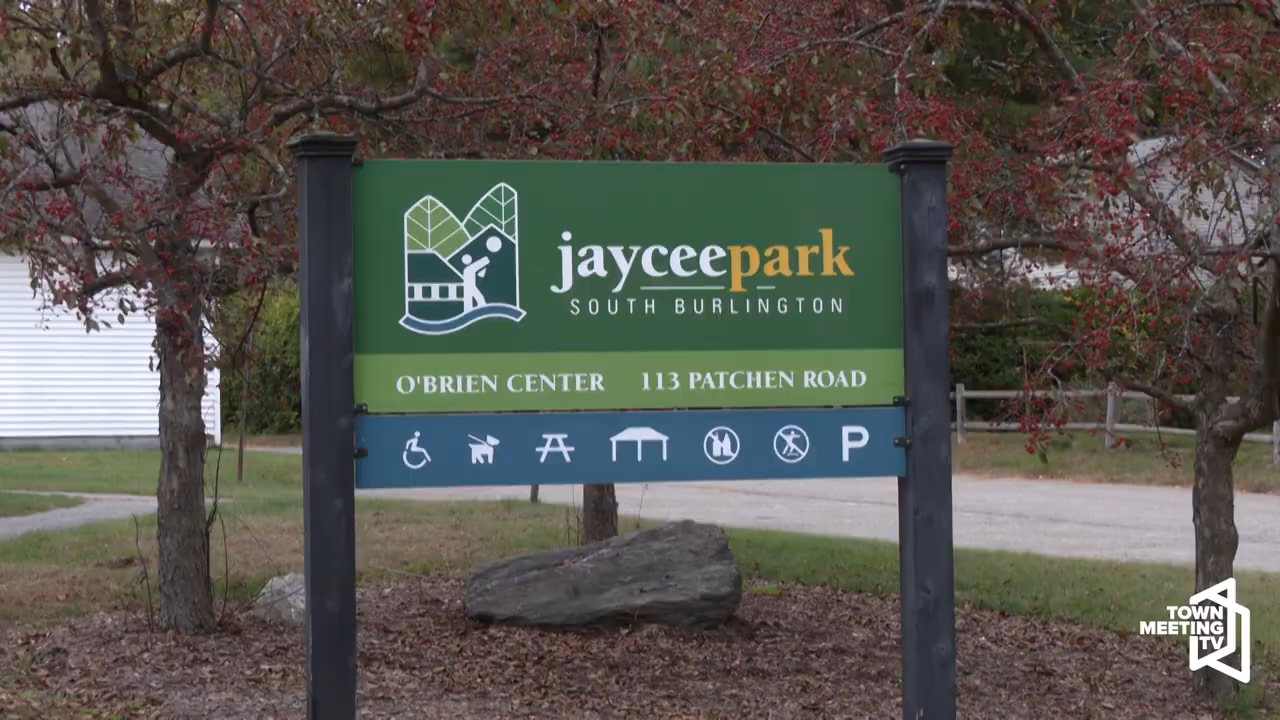 jayceepark
SOUTH BURLINGTON
O'BRIEN CENTER 113 PATCHEN ROAD
P
TOWN
MEETING
TV